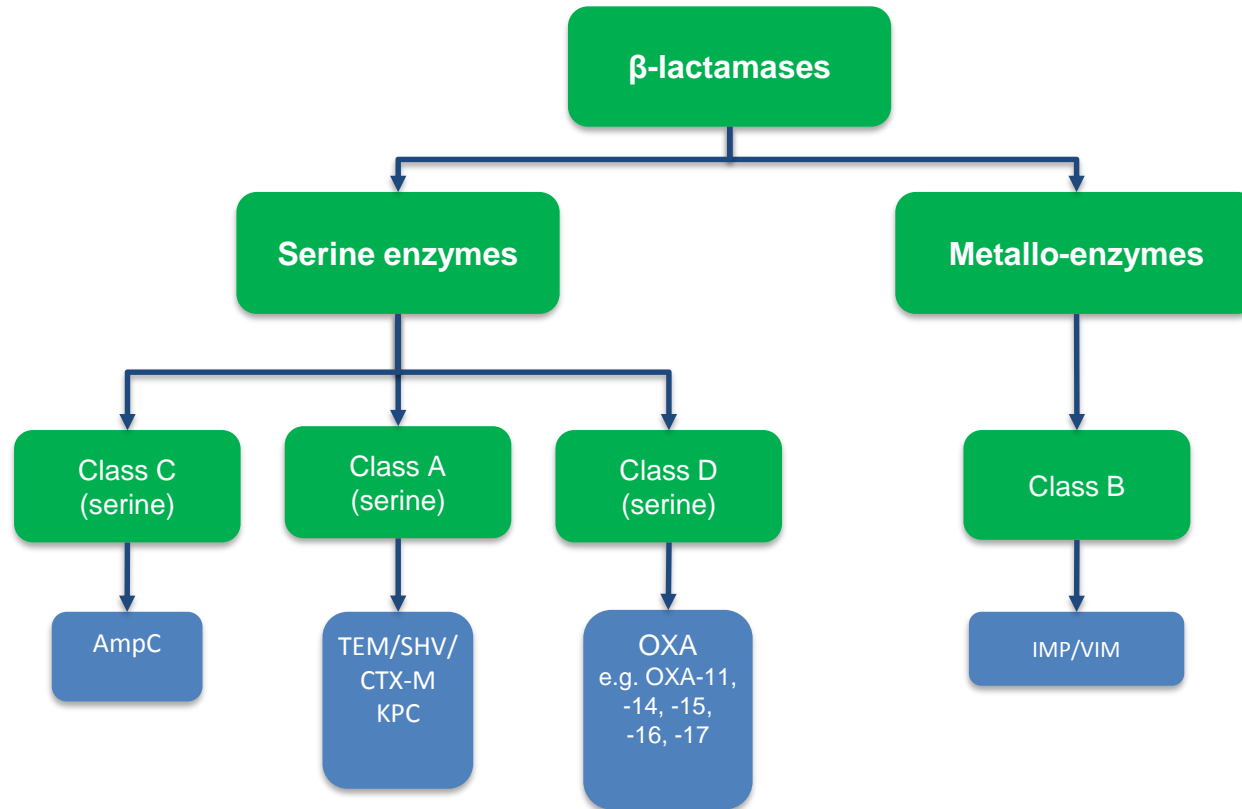 β-lactamases
Serine enzymes
Metallo-enzymes
Class C
(serine)
Class A
(serine)
Class D
(serine)
Class B
AmpC
TEM/SHV/
CTX-M
KPC
OXA
e.g. OXA-11,
-14, -15,
-16, -17
IMP/VIM